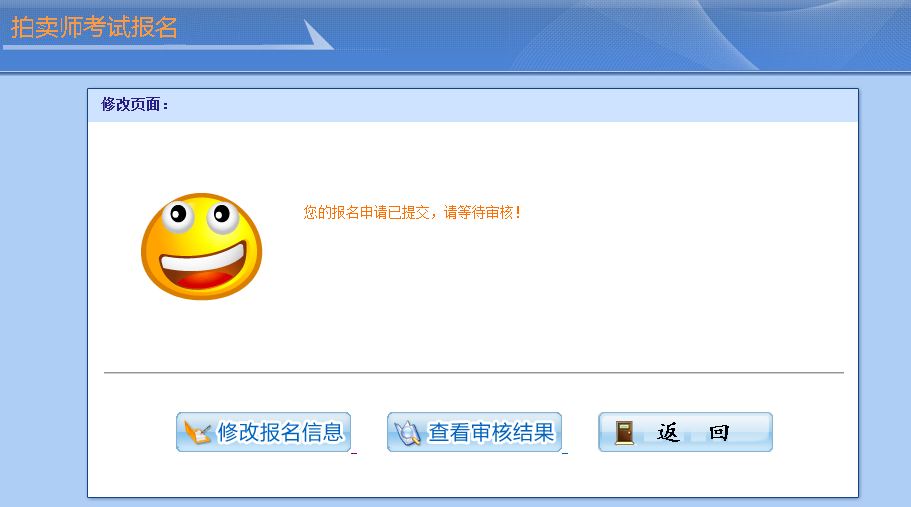 拍卖师考试报名
修改页面：
您的报名申请已提交，请等待审核！
修改报名信息
查看审核结果
返 回